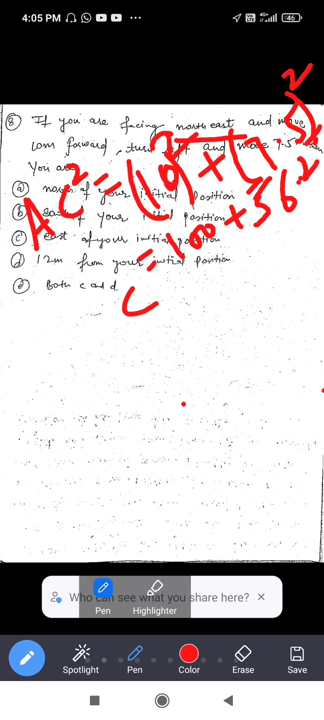 4:05 PM
46
⑧ If you are facing north east and move
10m forward, turn left and move 7.5
You are
ⓐ north of your initial position
ⓑ of your initial position
ⓒ east of your initial position
ⓓ 12m from your initial position
ⓔ Both c and d.
AC² = (10)² + (7.5)²
= 100 + 56.2
C
Who can see what you share here?
Pen
Highlighter
Spotlight
Pen
Color
Erase
Save